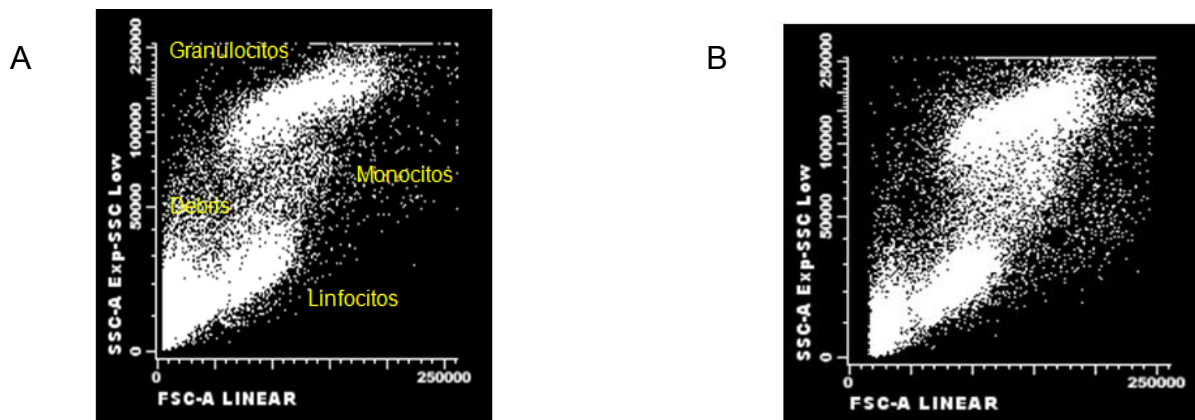 A
Granulocitos
Monocitos
Debris
Linfocitos
SSC-A Exp-SSC Low
250000
100000
50000
0
0
250000
FSC-A LINEAR
B
SSC-A Exp-SSC Low
250000
100000
50000
0
0
250000
FSC-A LINEAR